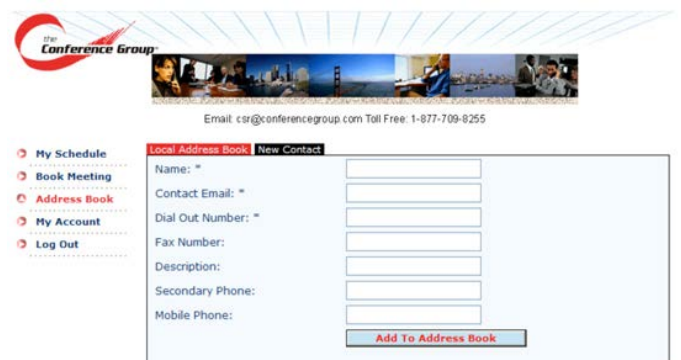 the
Conference Group
Email: csr@conferencegroup.com Toll Free: 1-877-709-8255
My Schedule
Book Meeting
Address Book
My Account
Log Out
Local Address Book New Contact
Name: *
Contact Email: *
Dial Out Number: *
Fax Number:
Description:
Secondary Phone:
Mobile Phone:
Add To Address Book